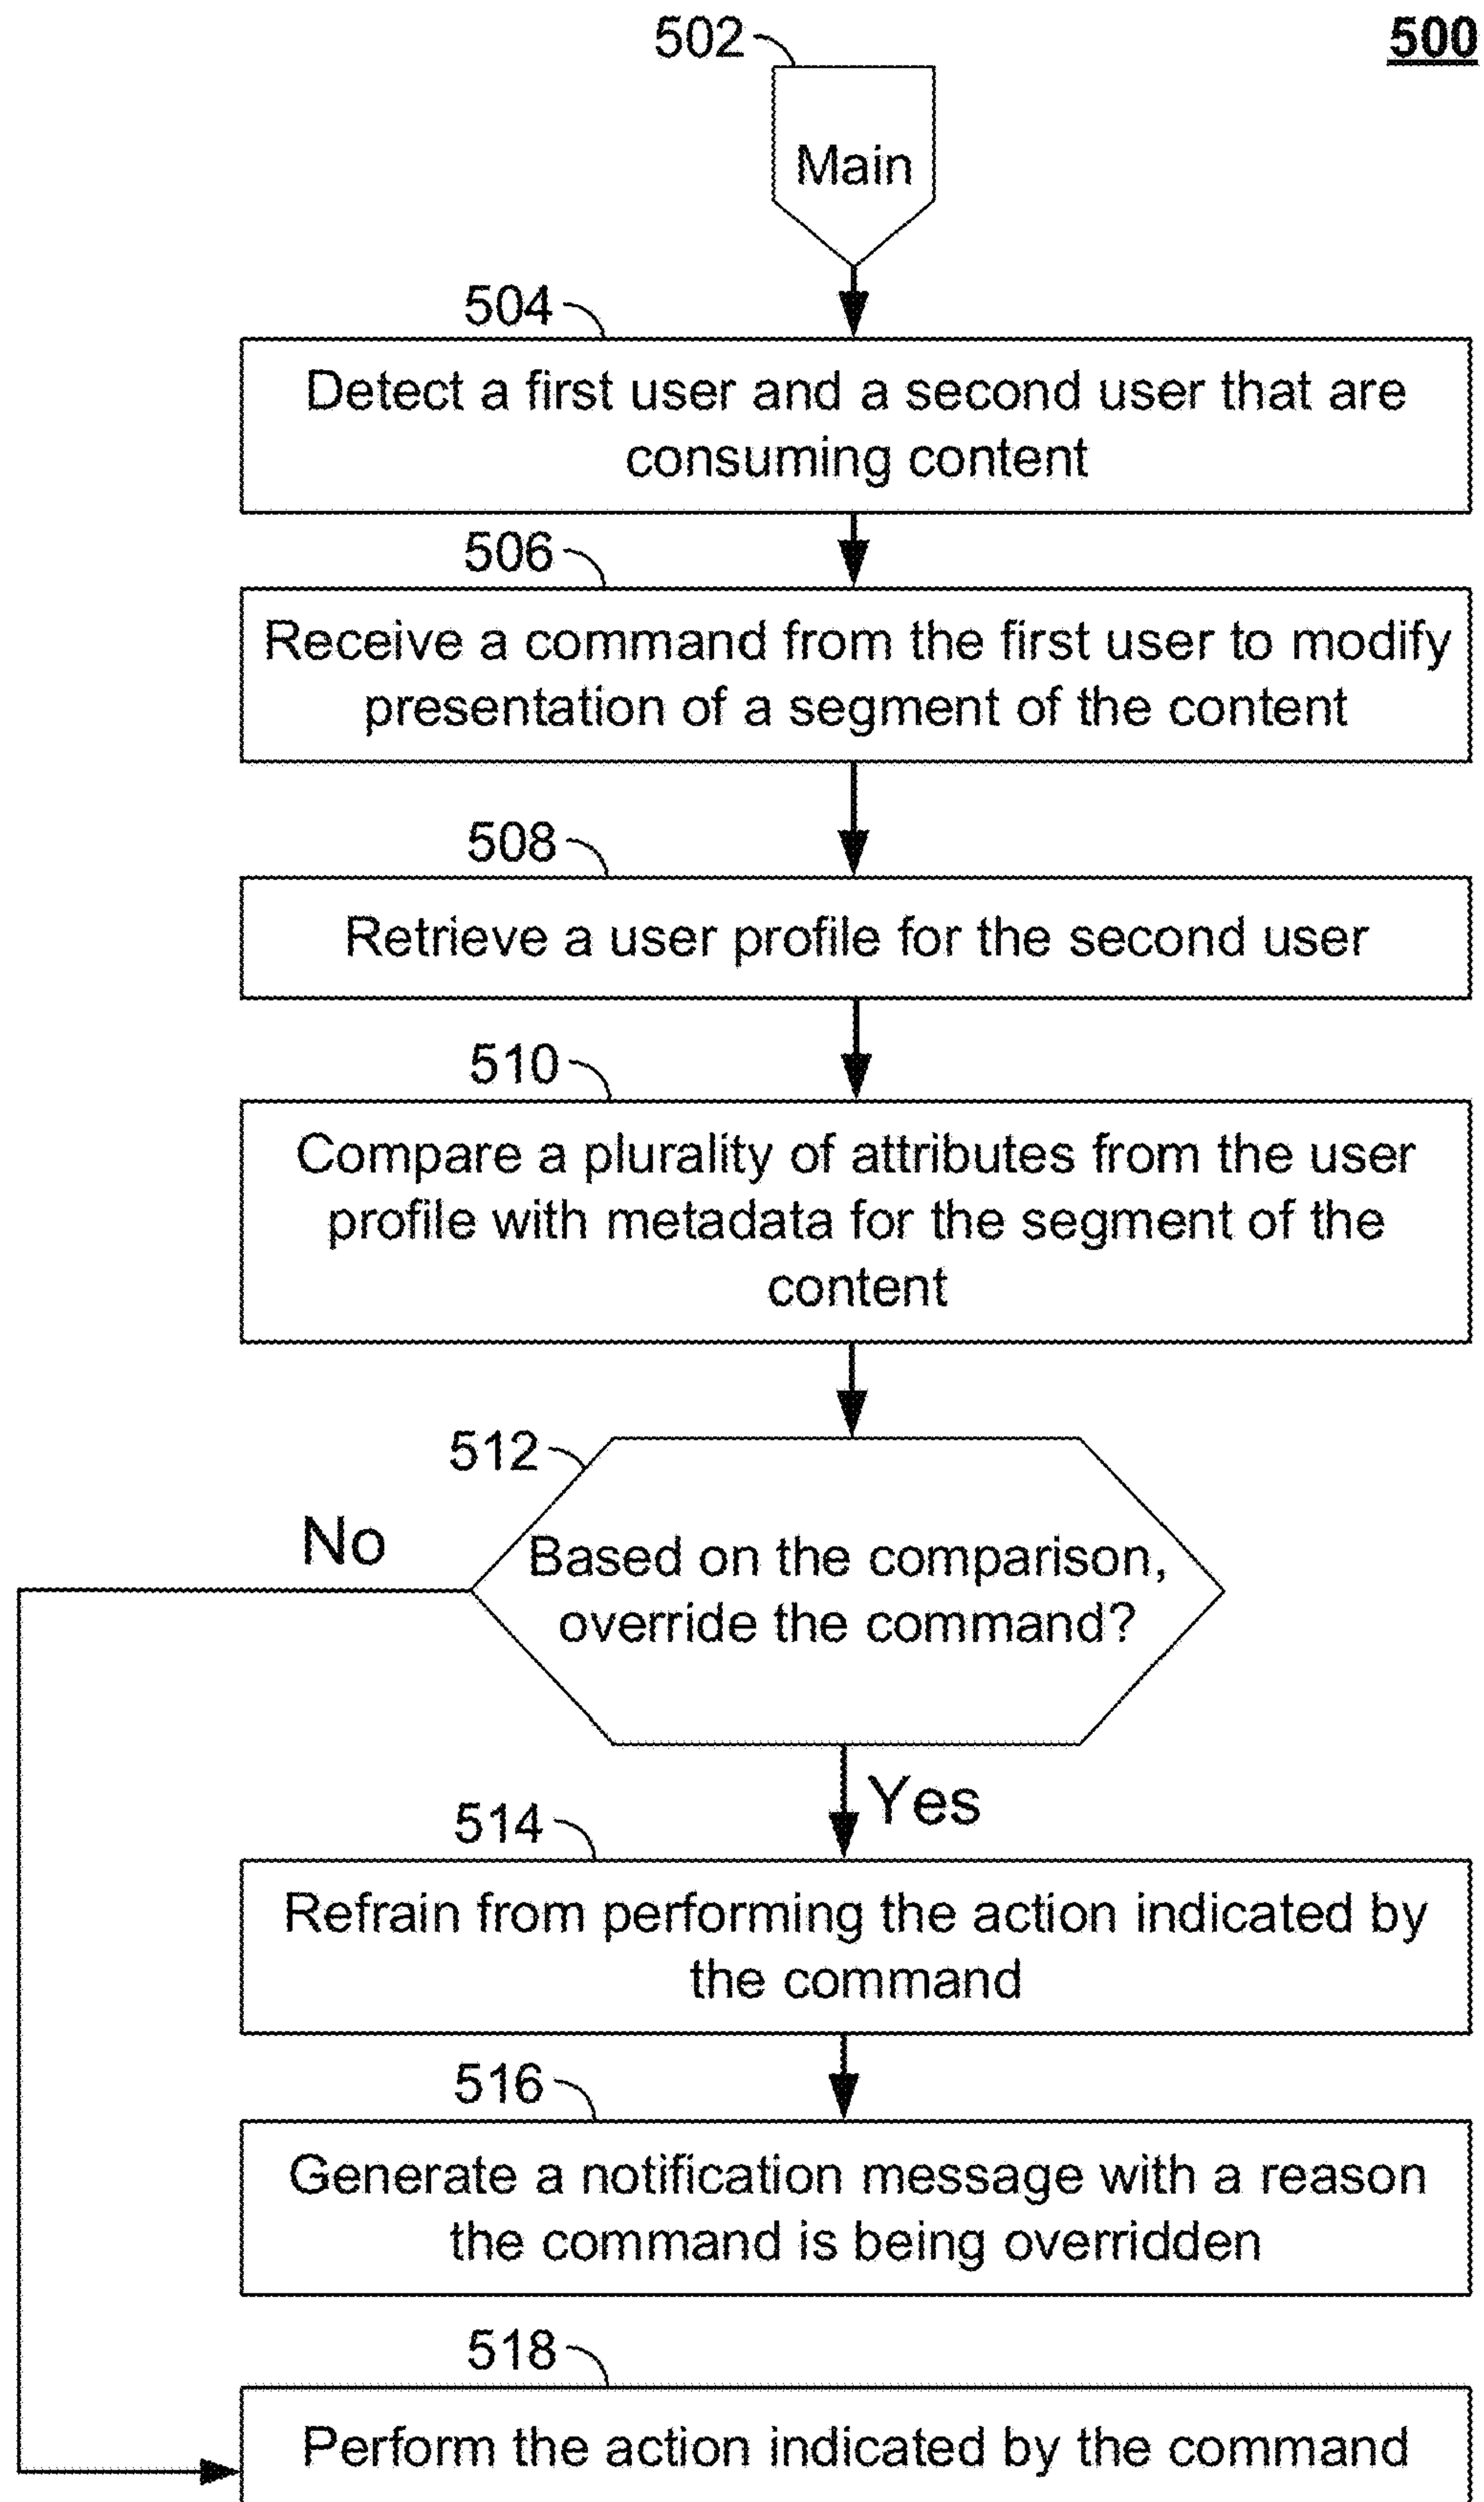 502
500
Main
504
Detect a first user and a second user that are
consuming content
506
Receive a command from the first user to modify
presentation of a segment of the content
508
Retrieve a user profile for the second user
510
Compare a plurality of attributes from the user
profile with metadata for the segment of the
content
512
No
Based on the comparison,
override the command?
Yes
514
Refrain from performing the action indicated by
the command
516
Generate a notification message with a reason
the command is being overridden
518
Perform the action indicated by the command